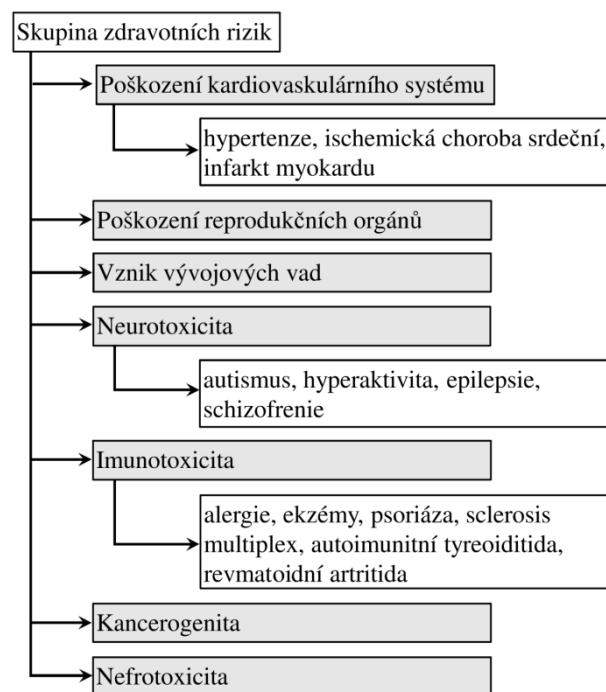 Skupina zdravotních rizik
Poškození kardiovaskulárního systému
hypertenze, ischemická choroba srdeční,
infarkt myokardu
Poškození reprodukčních orgánů
Vznik vývojových vad
Neurotoxicita
autismus, hyperaktivita, epilepsie,
schizofrenie
Imunotoxicita
alergie, ekzémy, psoriáza, sclerosis
multiplex, autoimunitní tyreoiditida,
revmatoidní artritida
Kancerogenita
Nefrotoxicita